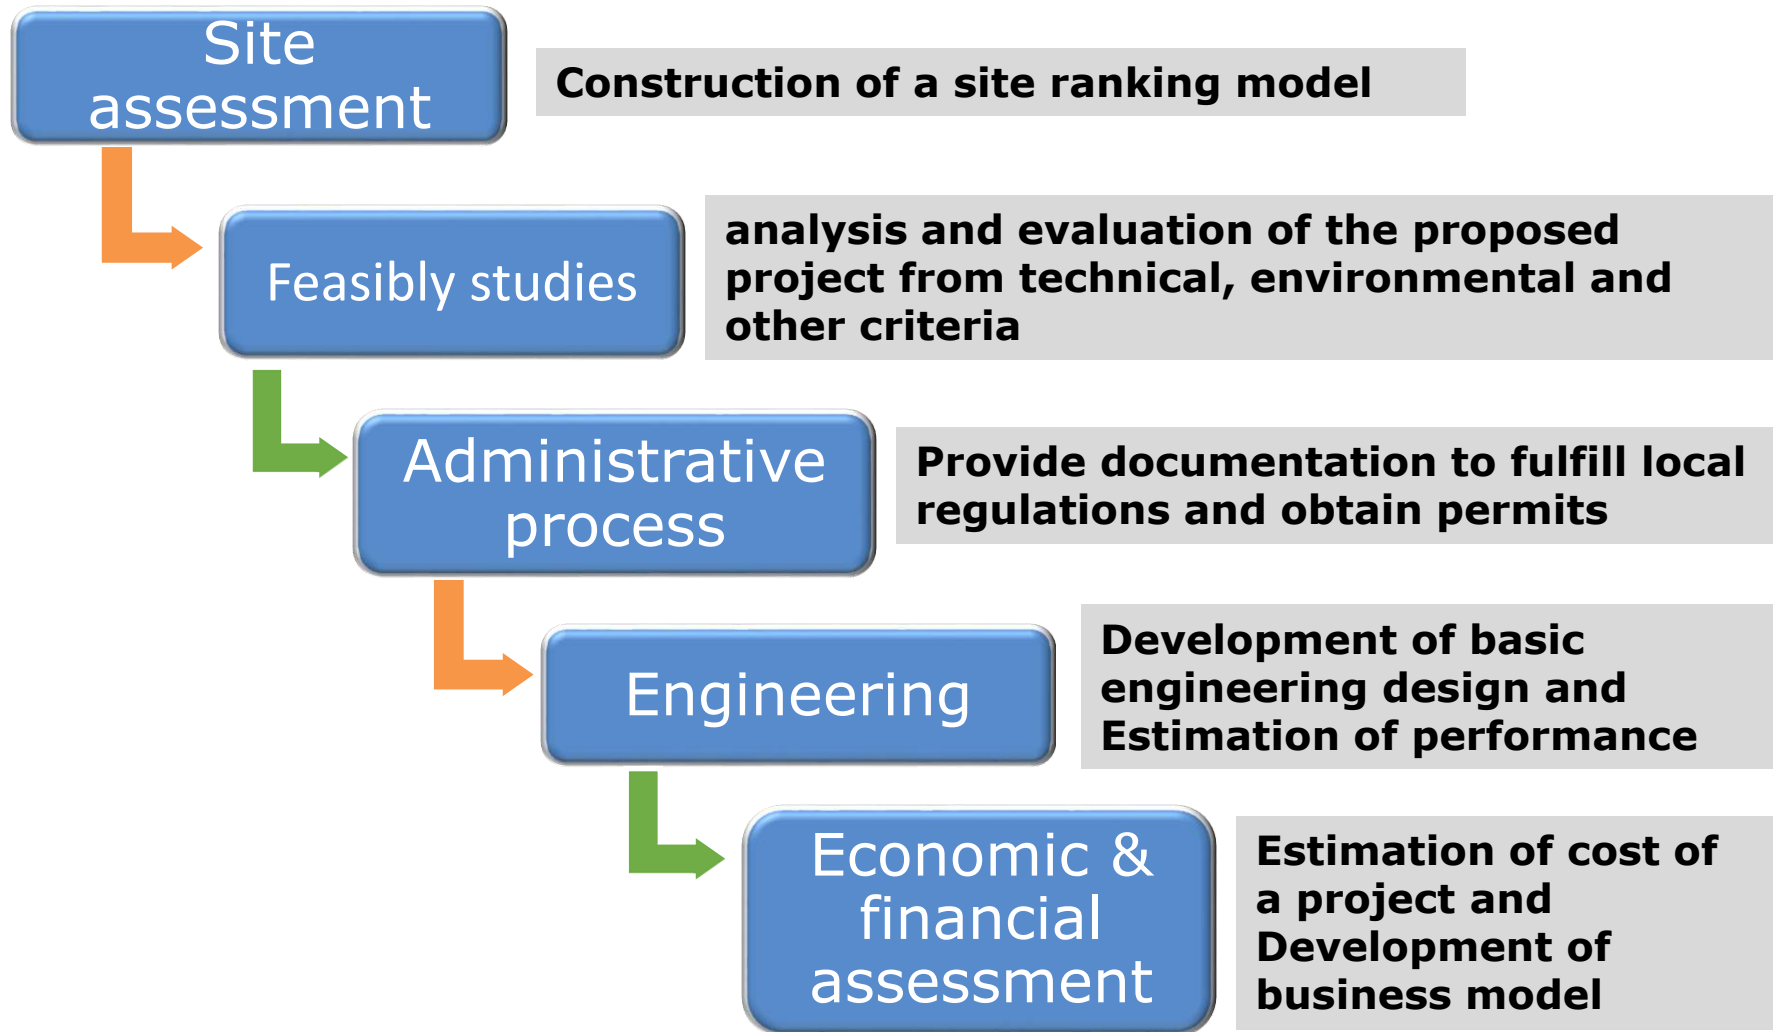 Site
assessment
Construction of a site ranking model
Feasibly studies
analysis and evaluation of the proposed
project from technical, environmental and
other criteria
Administrative
process
Provide documentation to fulfill local
regulations and obtain permits
Engineering
Development of basic
engineering design and
Estimation of performance
Economic &
financial
assessment
Estimation of cost of
a project and
Development of
business model